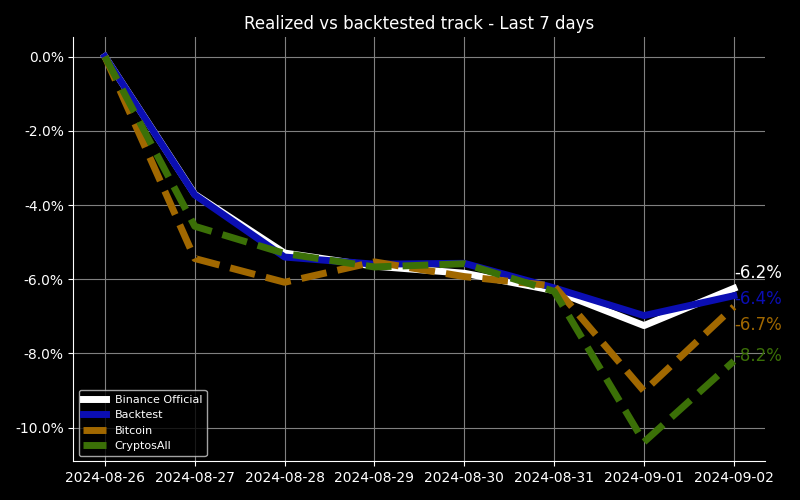 Realized vs backtested track - Last 7 days
0.0%
-2.0%
-4.0%
-6.0%
-8.0%
-10.0%
-6.2%
-6.4%
-6.7%
-8.2%
Binance Official
Backtest
Bitcoin
CryptosAll
2024-08-26 2024-08-27 2024-08-28 2024-08-29 2024-08-30 2024-08-31 2024-09-01 2024-09-02